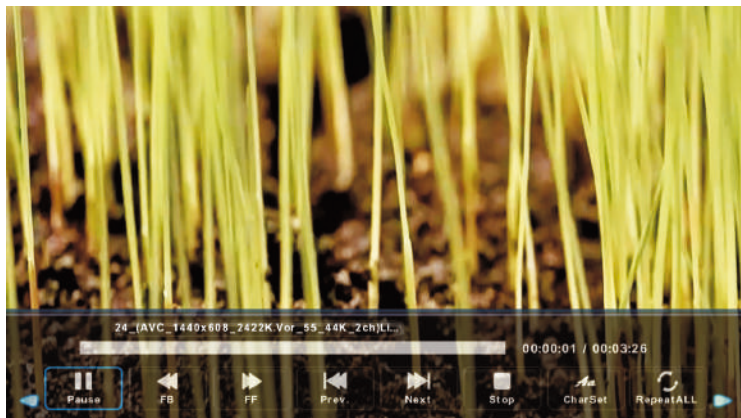 24_(AVC_1440x608_2422K.Vor_55_44K_2ch)Li...
00:00:01 / 00:03:26
Pause FB FF Prev. Next Stop CharSet RepeatALL